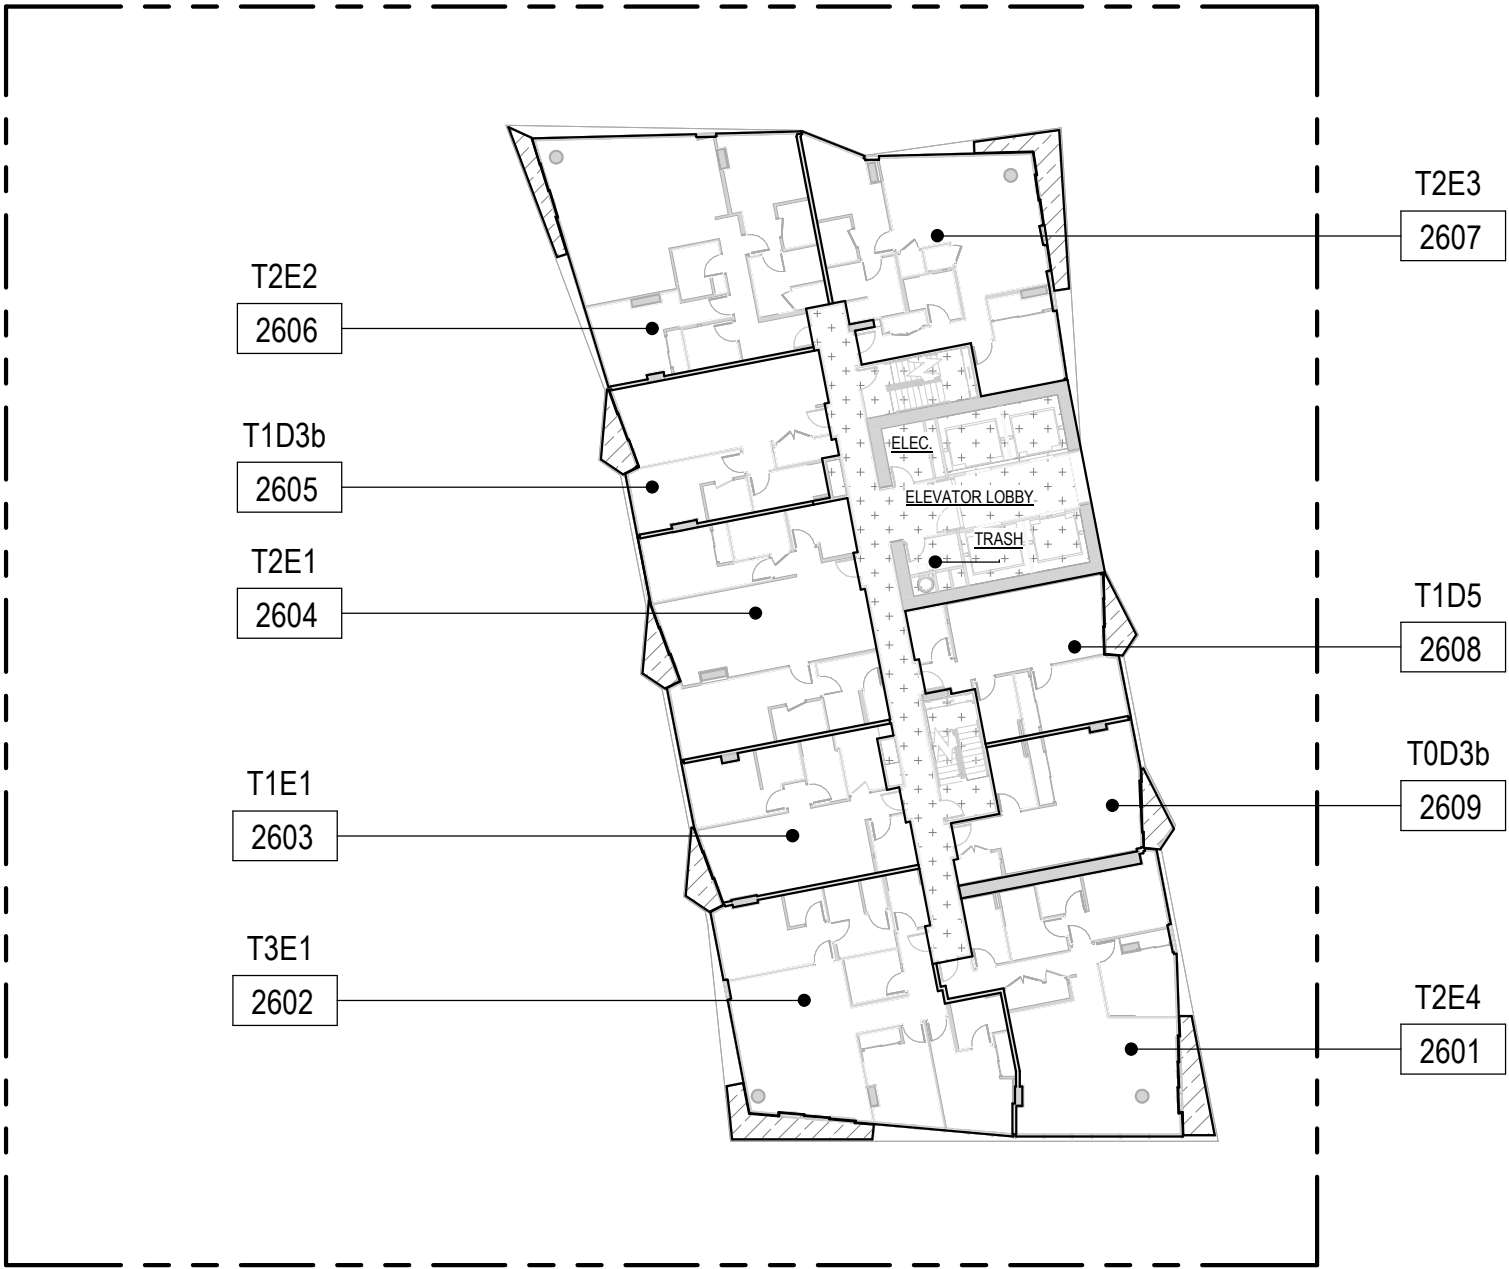 T2E3
2607
T2E2
2606
T1D3b
2605
ELEC.
ELEVATOR LOBBY
TRASH
T2E1
2604
T1D5
2608
T1E1
2603
T0D3b
2609
T3E1
2602
T2E4
2601